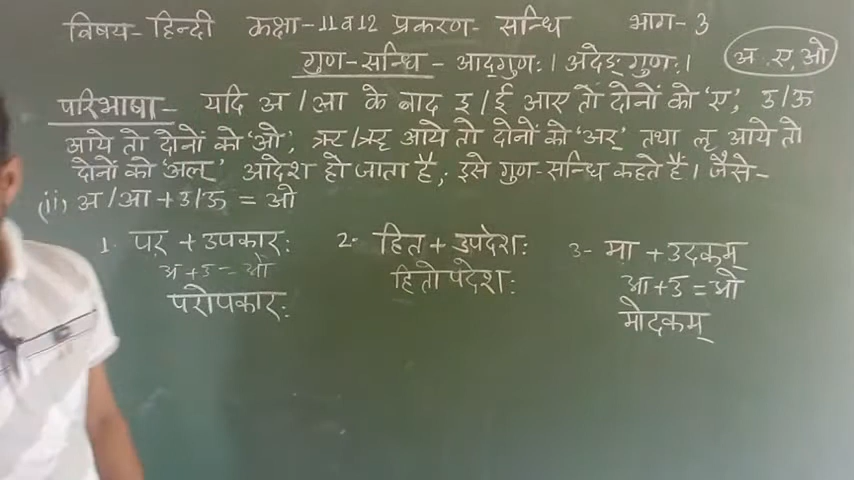 विषय- हिन्दी कक्षा-11 व 12 प्रकरण- सन्धि भाग-3
गुण-सन्धि - आद्गुणः। अदेङ् गुणः। अ, ए, ओ
परिभाषा- यदि अ/आ के बाद इ/ई आए तो दोनों को 'ए', उ/ऊ
आये तो दोनों को 'ओ', ऋ/ॠ आये तो दोनों को 'अर्' तथा लृ आये तो
दोनों को 'अल्' आदेश हो जाता है, इसे गुण-सन्धि कहते हैं। जैसे-
(ii) अ/आ + उ/ऊ = ओ
1. पर + उपकारः 2- हित + उपदेशः 3- मा + उदकम्
अ+उ = ओ हितोपदेशः आ+उ = ओ
परोपकारः मोदकम्